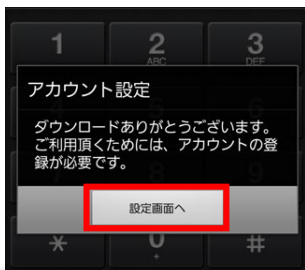 1
2
ABC
3
DEF
アカウント設定
ダウンロードありがとうございます。
ご利用頂くためには、アカウントの登
録が必要です。
設定画面へ
*
0
+
#